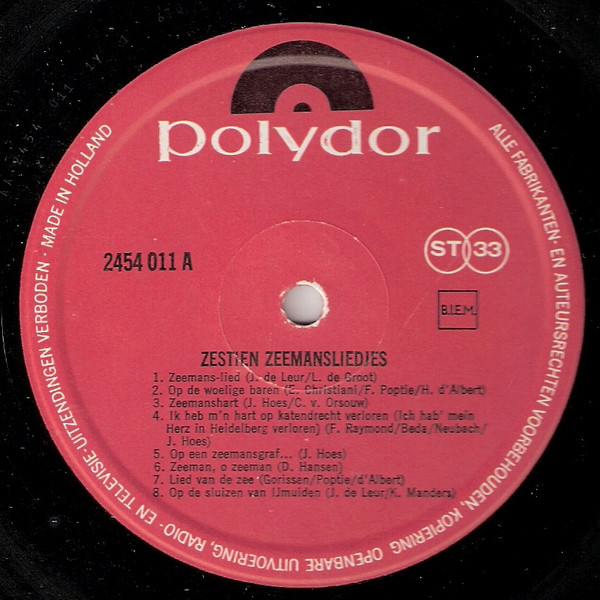 polydor
2454 011 A
ST 33
B.I.E.M.
ZESTIEN ZEEMANSLIEDJES
1. Zeemans-lied (J. de Leur/L. de Groot)
2. Op de woelige baren (E. Christiani/F. Poptie/H. d'Albert)
3. Zeemanshart (J. Hoes/C. v. Orsouw)
4. Ik heb m'n hart op katendrecht verloren (Ich hab' mein
Herz in Heidelberg verloren) (F. Raymond/Beda/Neubach/
J. Hoes)
5. Op een zeemansgraf... (J. Hoes)
6. Zeeman, o zeeman (D. Hansen)
7. Lied van de zee (Gorissen/Poptie/d'Albert)
8. Op de sluizen van IJmuiden (J. de Leur/K. Manders)
ALLE FABRIKANTEN- EN AUTEURSRECHTEN VOORBEHOUDEN, KOPIERING OPENBARE UITVOERING, RADIO- EN TELEVISIE-UITZENDINGEN VERBODEN · MADE IN HOLLAND